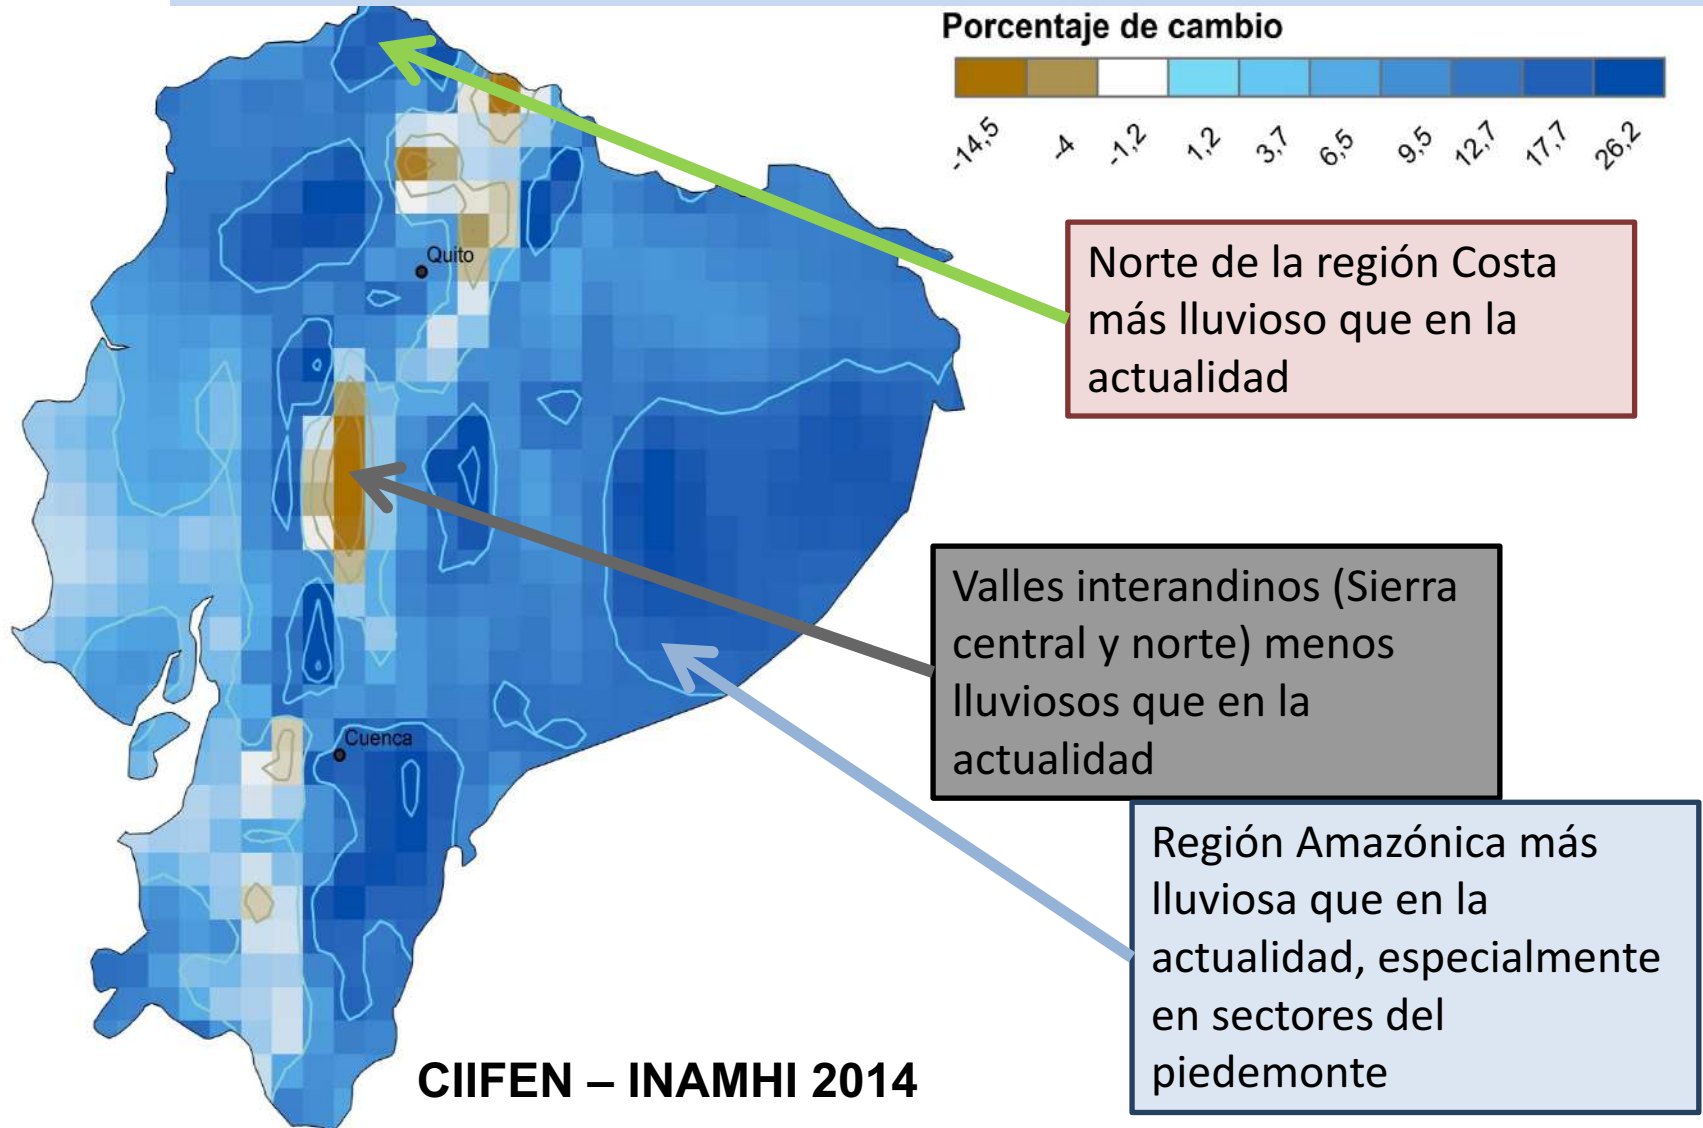 Porcentaje de cambio
-14,5 -4 -1,2 1,2 3,7 6,5 9,5 12,7 17,7 26,2
Quito
Norte de la región Costa
más lluvioso que en la
actualidad
Valles interandinos (Sierra
central y norte) menos
lluviosos que en la
actualidad
Cuenca
Región Amazónica más
lluviosa que en la
actualidad, especialmente
en sectores del
piedemonte
CIIFEN – INAMHI 2014